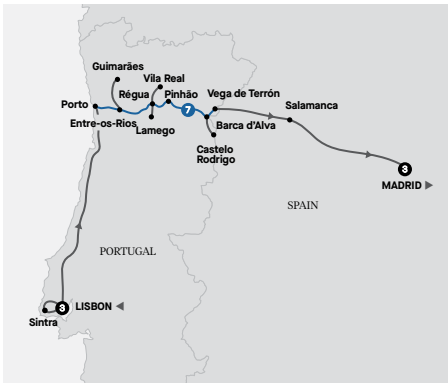 Guimarães
Vila Real
Porto
Régua
Pinhão
Vega de Terrón
7
Salamanca
Entre-os-Rios
Lamego
Barca d'Alva
Castelo
Rodrigo
3
MADRID
SPAIN
PORTUGAL
3
LISBON
Sintra